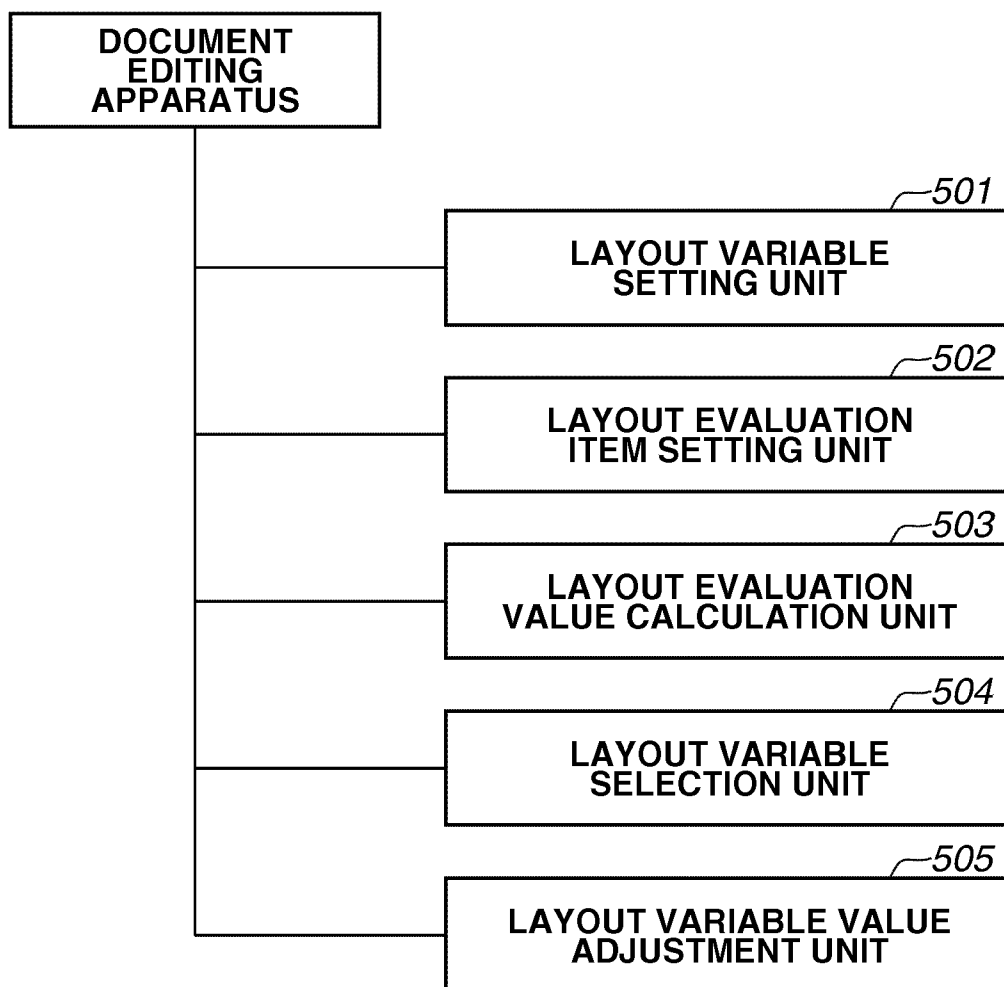 DOCUMENT
EDITING
APPARATUS
501
LAYOUT VARIABLE
SETTING UNIT
502
LAYOUT EVALUATION
ITEM SETTING UNIT
503
LAYOUT EVALUATION
VALUE CALCULATION UNIT
504
LAYOUT VARIABLE
SELECTION UNIT
505
LAYOUT VARIABLE VALUE
ADJUSTMENT UNIT